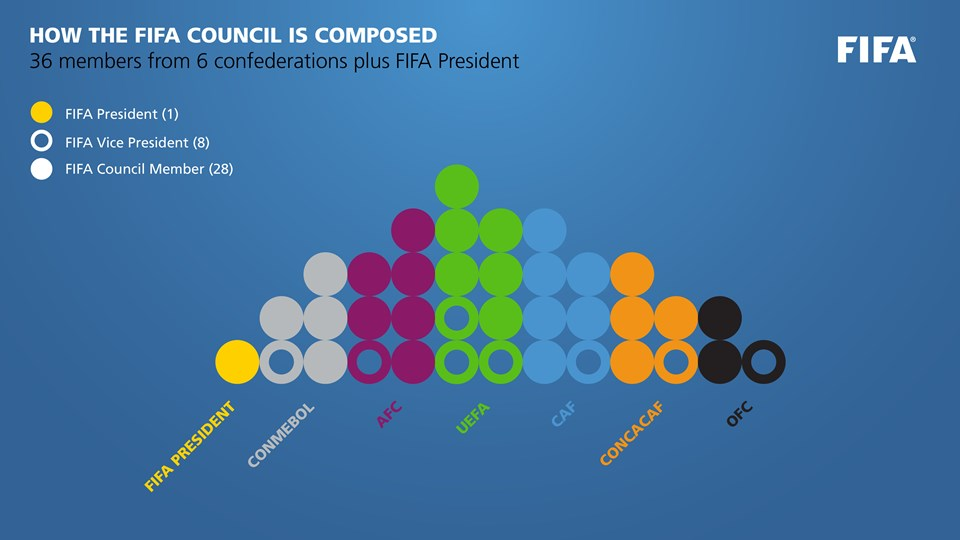 HOW THE FIFA COUNCIL IS COMPOSED
36 members from 6 confederations plus FIFA President
FIFA®
FIFA President (1)
FIFA Vice President (8)
FIFA Council Member (28)
FIFA PRESIDENT
CONMEBOL
AFC
UEFA
CAF
CONCACAF
OFC